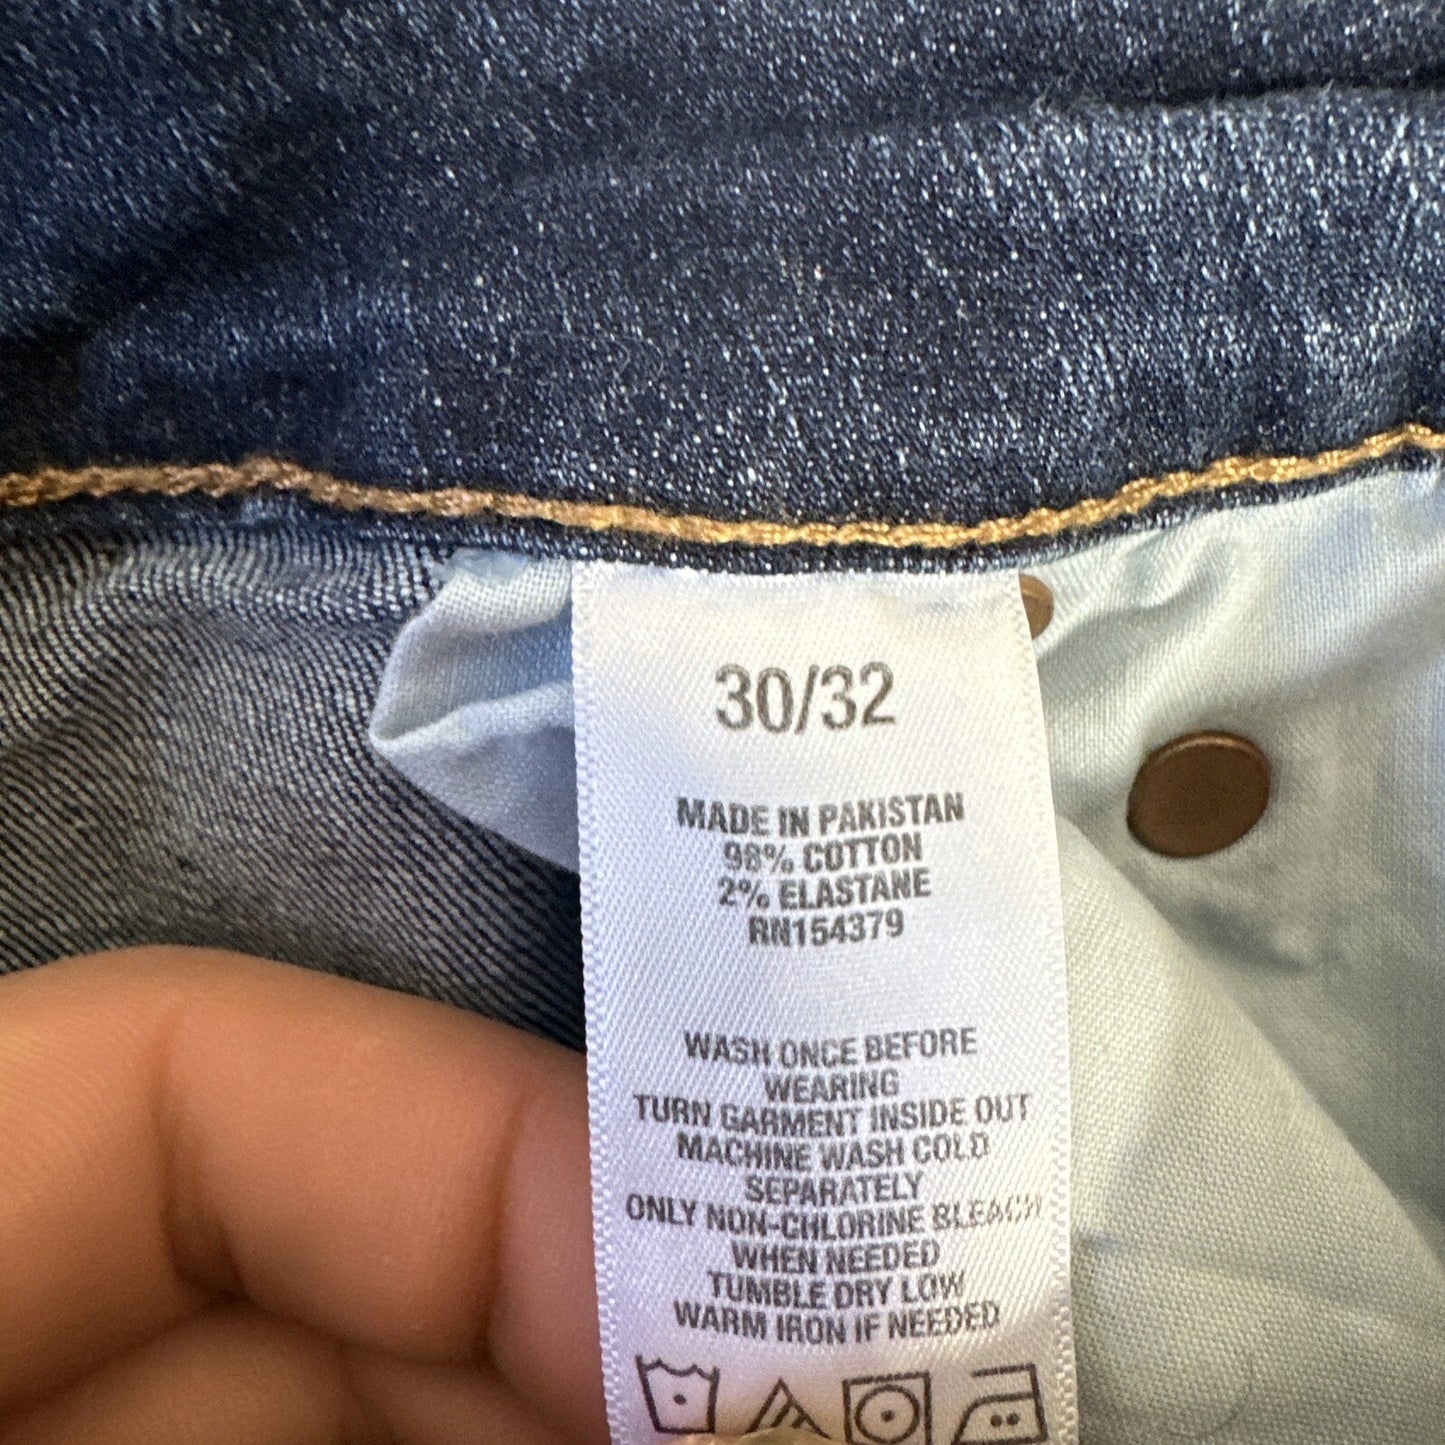 30/32
MADE IN PAKISTAN
98% COTTON
2% ELASTANE
RN154379
WASH ONCE BEFORE
WEARING
TURN GARMENT INSIDE OUT
MACHINE WASH COLD
SEPARATELY
ONLY NON-CHLORINE BLEACH
WHEN NEEDED
TUMBLE DRY LOW
WARM IRON IF NEEDED